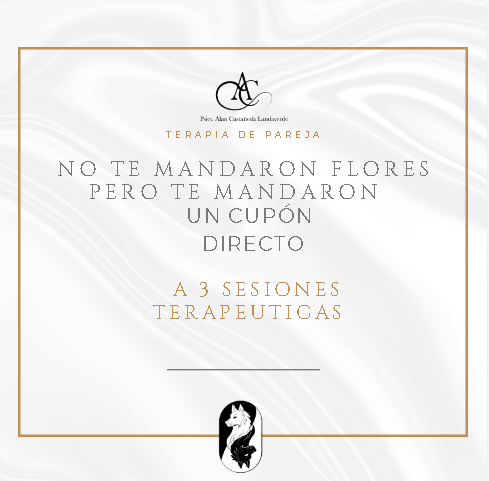 AC
Psict. Alan Castañeda Landaverde
TERAPIA DE PAREJA
NO TE MANDARON FLORES
PERO TE MANDARON
UN CUPÓN
DIRECTO
A 3 SESIONES
TERAPEUTICAS